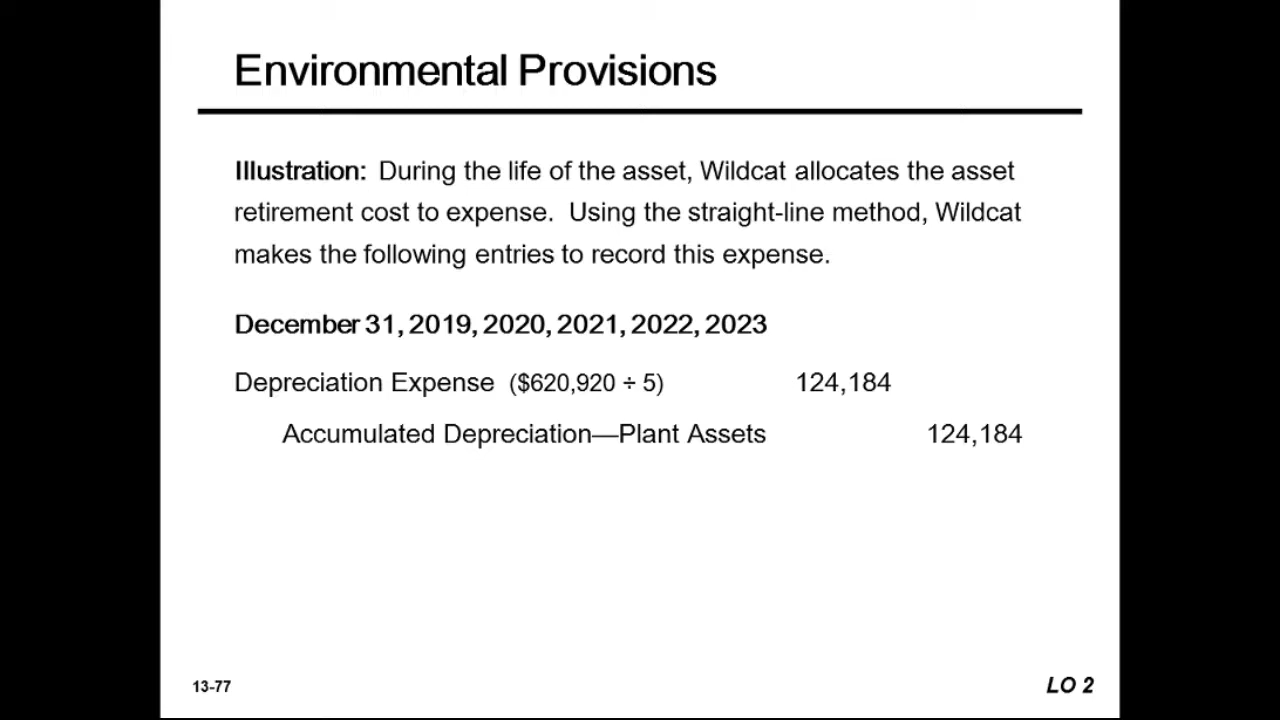 Environmental Provisions
Illustration: During the life of the asset, Wildcat allocates the asset
retirement cost to expense. Using the straight-line method, Wildcat
makes the following entries to record this expense.
December 31, 2019, 2020, 2021, 2022, 2023
Depreciation Expense ($620,920 ÷ 5) 124,184
Accumulated Depreciation—Plant Assets 124,184
13-77 LO 2